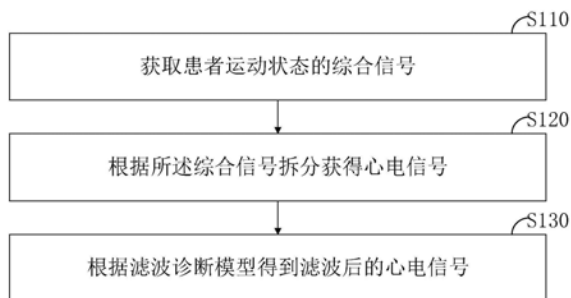 S110
获取患者运动状态的综合信号
S120
根据所述综合信号拆分获得心电信号
S130
根据滤波诊断模型得到滤波后的心电信号